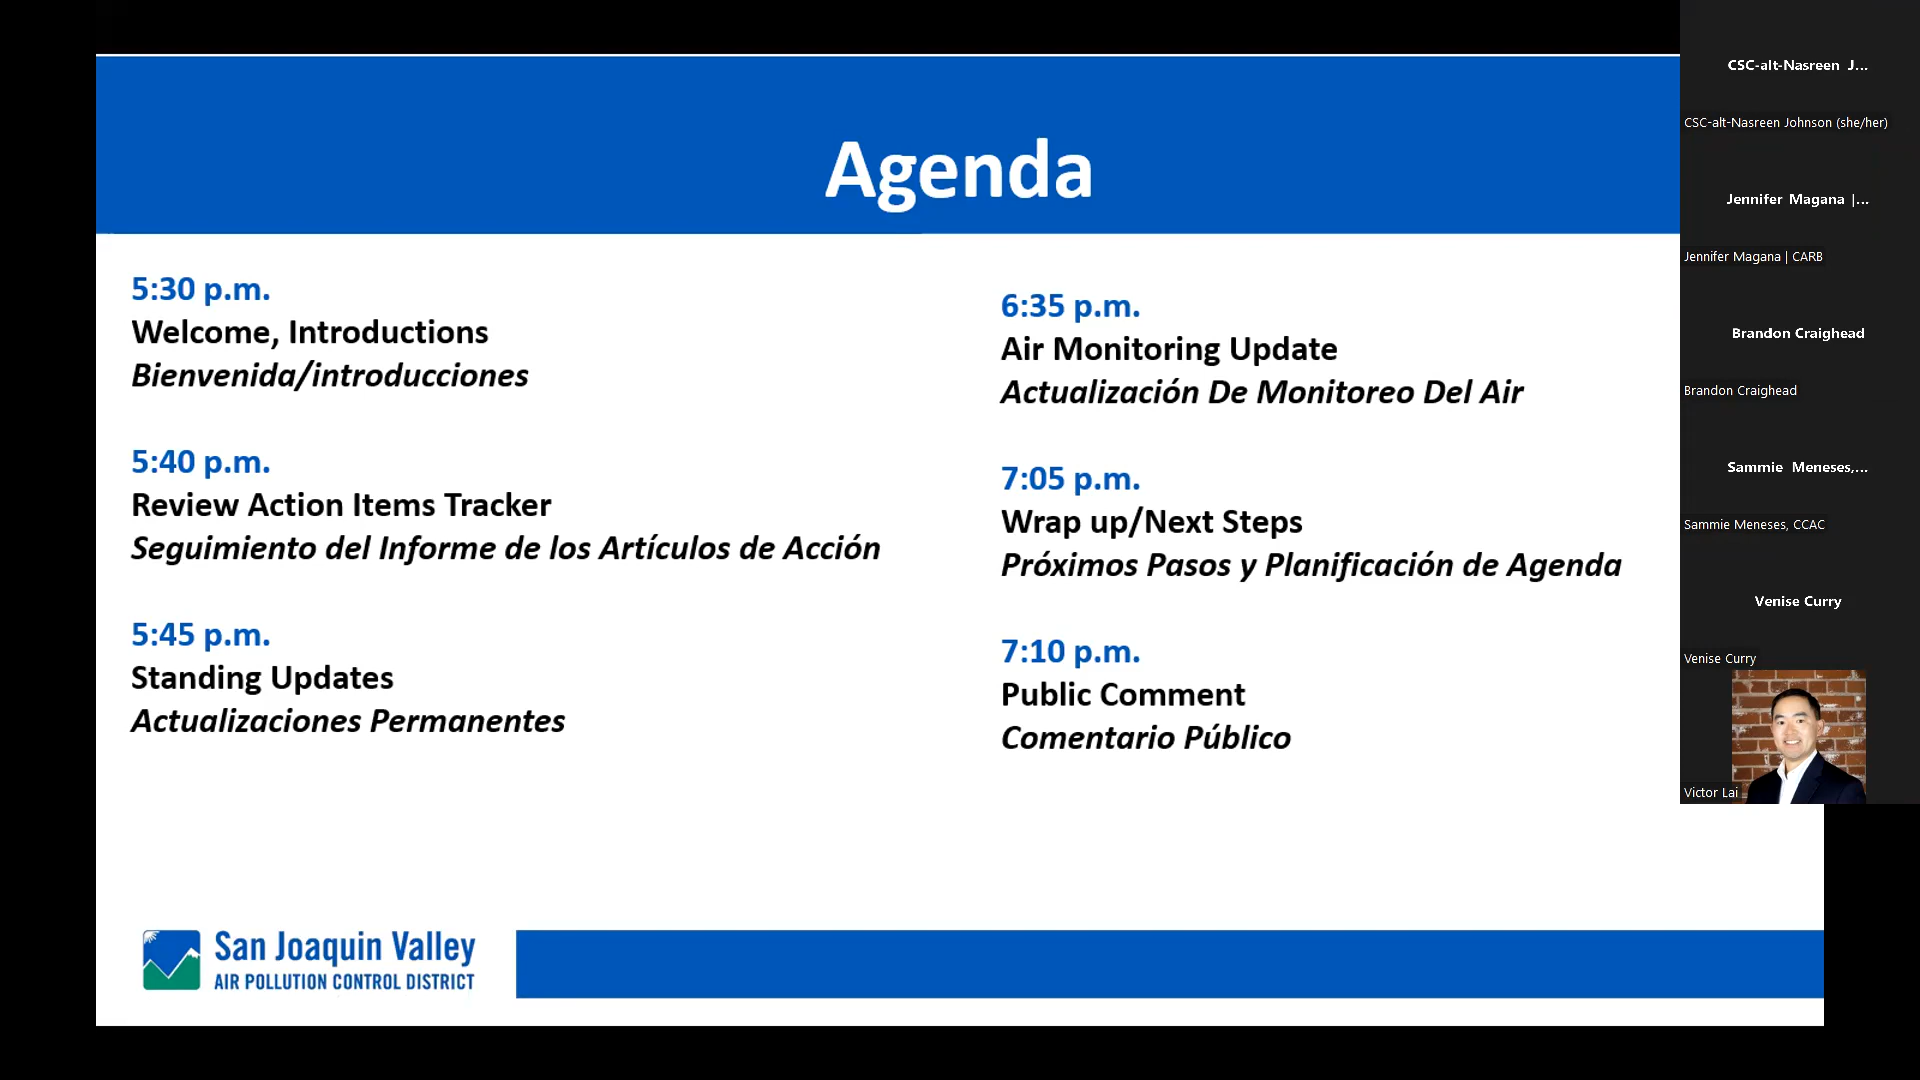 Agenda
5:30 p.m.
Welcome, Introductions
Bienvenida/introducciones
5:40 p.m.
Review Action Items Tracker
Seguimiento del Informe de los Artículos de Acción
5:45 p.m.
Standing Updates
Actualizaciones Permanentes
6:35 p.m.
Air Monitoring Update
Actualización De Monitoreo Del Air
7:05 p.m.
Wrap up/Next Steps
Próximos Pasos y Planificación de Agenda
7:10 p.m.
Public Comment
Comentario Público
San Joaquin Valley
AIR POLLUTION CONTROL DISTRICT
CSC-alt-Nasreen J...
CSC-alt-Nasreen Johnson (she/her)
Jennifer Magana |...
Jennifer Magana | CARB
Brandon Craighead
Brandon Craighead
Sammie Meneses,...
Sammie Meneses, CCAC
Venise Curry
Venise Curry
Victor Lai